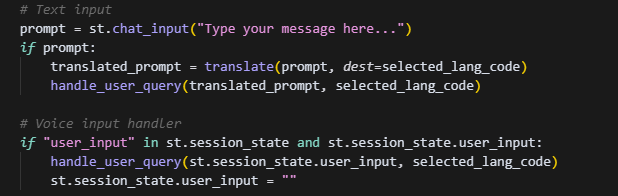 # Text input
prompt = st.chat_input("Type your message here...")
if prompt:
    translated_prompt = translate(prompt, dest=selected_lang_code)
    handle_user_query(translated_prompt, selected_lang_code)

# Voice input handler
if "user_input" in st.session_state and st.session_state.user_input:
    handle_user_query(st.session_state.user_input, selected_lang_code)
    st.session_state.user_input = ""